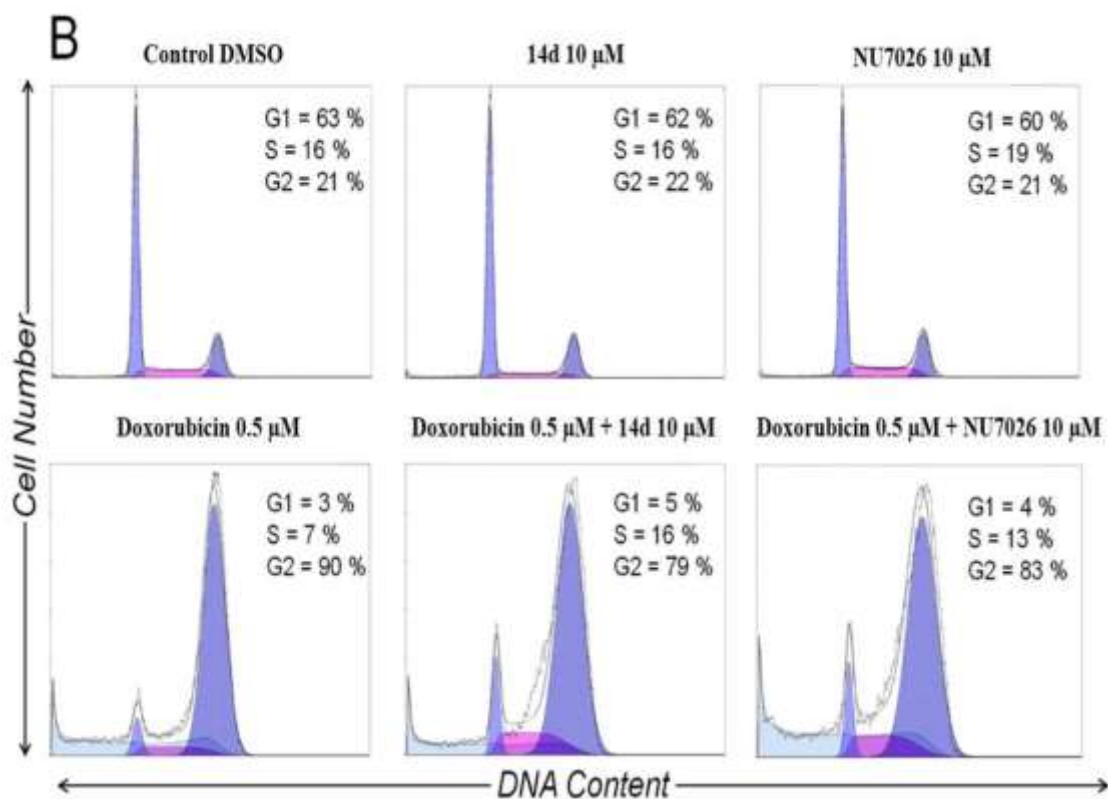 B
Control DMSO
14d 10 µM
NU7026 10 µM
G1 = 63 %
S = 16 %
G2 = 21 %
G1 = 62 %
S = 16 %
G2 = 22 %
G1 = 60 %
S = 19 %
G2 = 21 %
Cell Number
Doxorubicin 0.5 µM
Doxorubicin 0.5 µM + 14d 10 µM
Doxorubicin 0.5 µM + NU7026 10 µM
G1 = 3 %
S = 7 %
G2 = 90 %
G1 = 5 %
S = 16 %
G2 = 79 %
G1 = 4 %
S = 13 %
G2 = 83 %
DNA Content